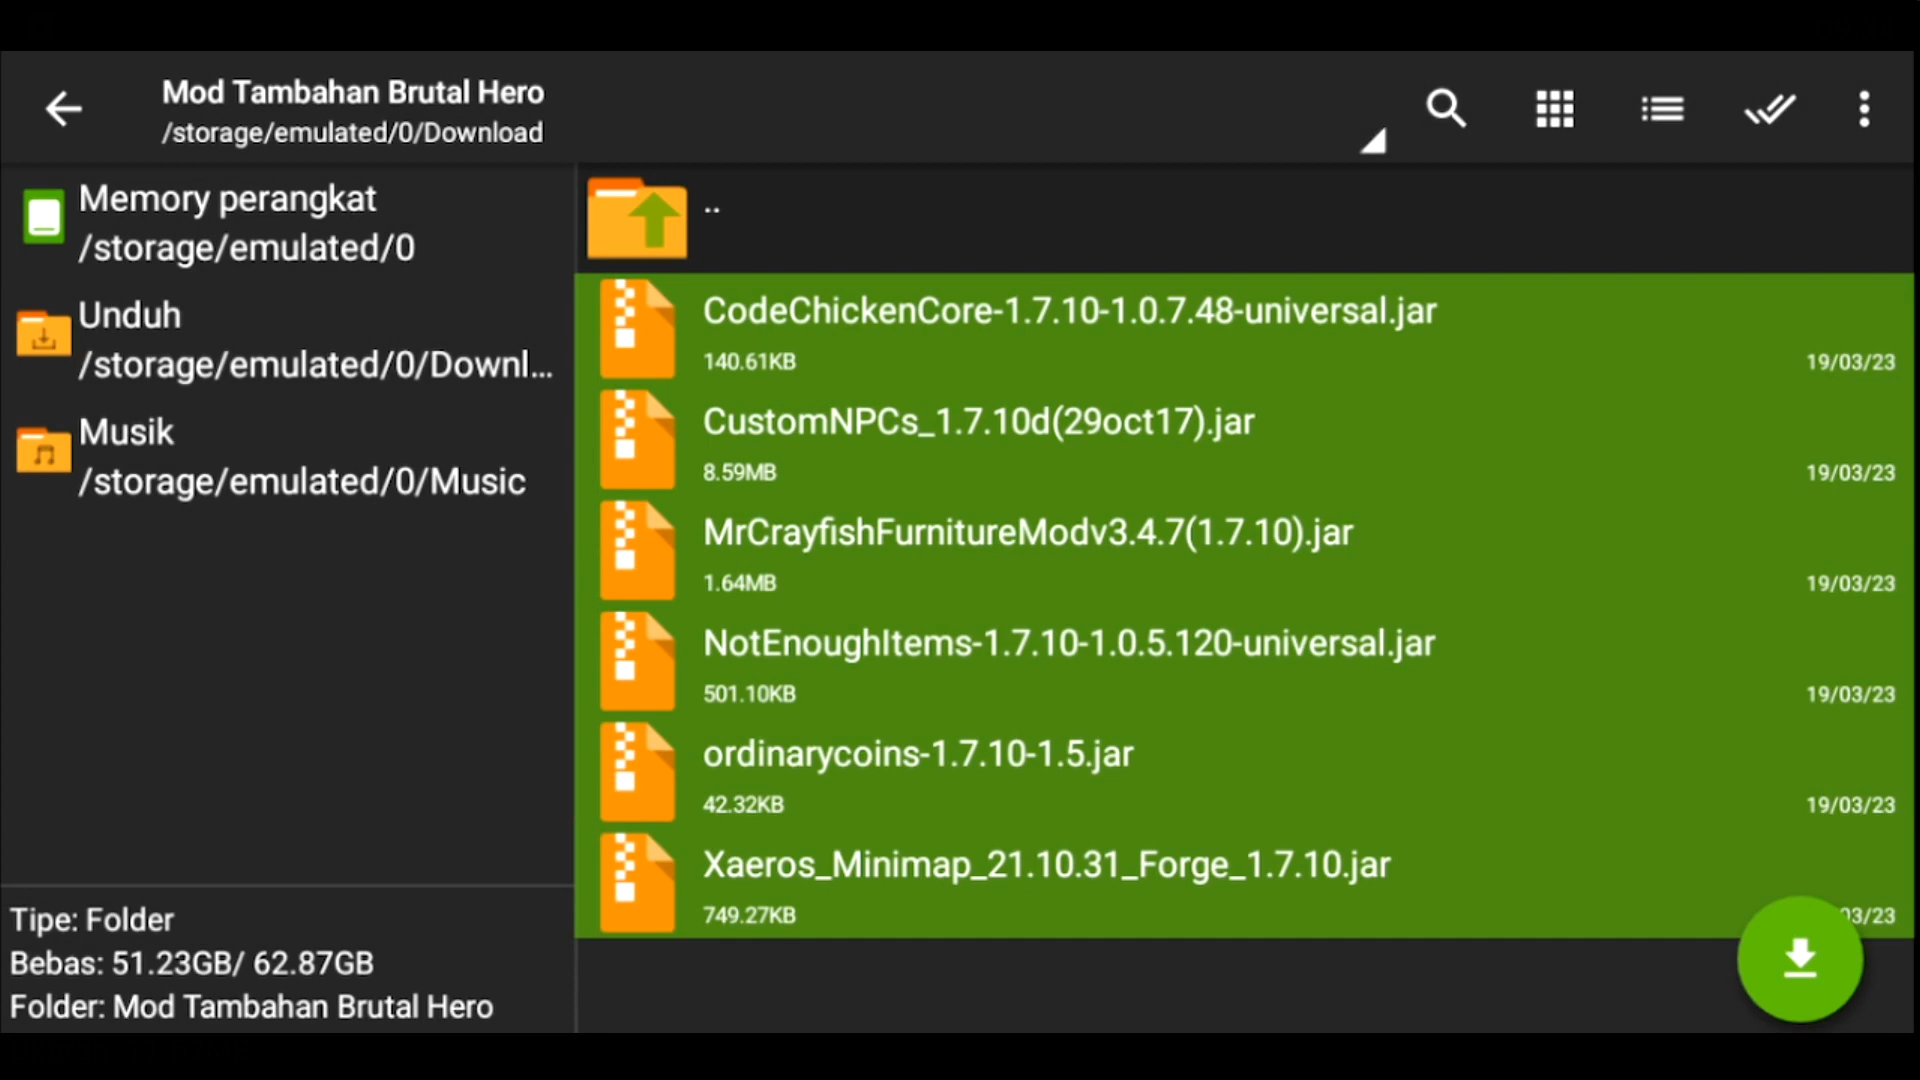 Mod Tambahan Brutal Hero
/storage/emulated/0/Download
Memory perangkat
/storage/emulated/0
Unduh
/storage/emulated/0/Downl...
Musik
/storage/emulated/0/Music
Tipe: Folder
Bebas: 51.23GB/ 62.87GB
Folder: Mod Tambahan Brutal Hero
..
CodeChickenCore-1.7.10-1.0.7.48-universal.jar
140.61KB 19/03/23
CustomNPCs_1.7.10d(29oct17).jar
8.59MB 19/03/23
MrCrayfishFurnitureModv3.4.7(1.7.10).jar
1.64MB 19/03/23
NotEnoughItems-1.7.10-1.0.5.120-universal.jar
501.10KB 19/03/23
ordinarycoins-1.7.10-1.5.jar
42.32KB 19/03/23
Xaeros_Minimap_21.10.31_Forge_1.7.10.jar
749.27KB 03/23